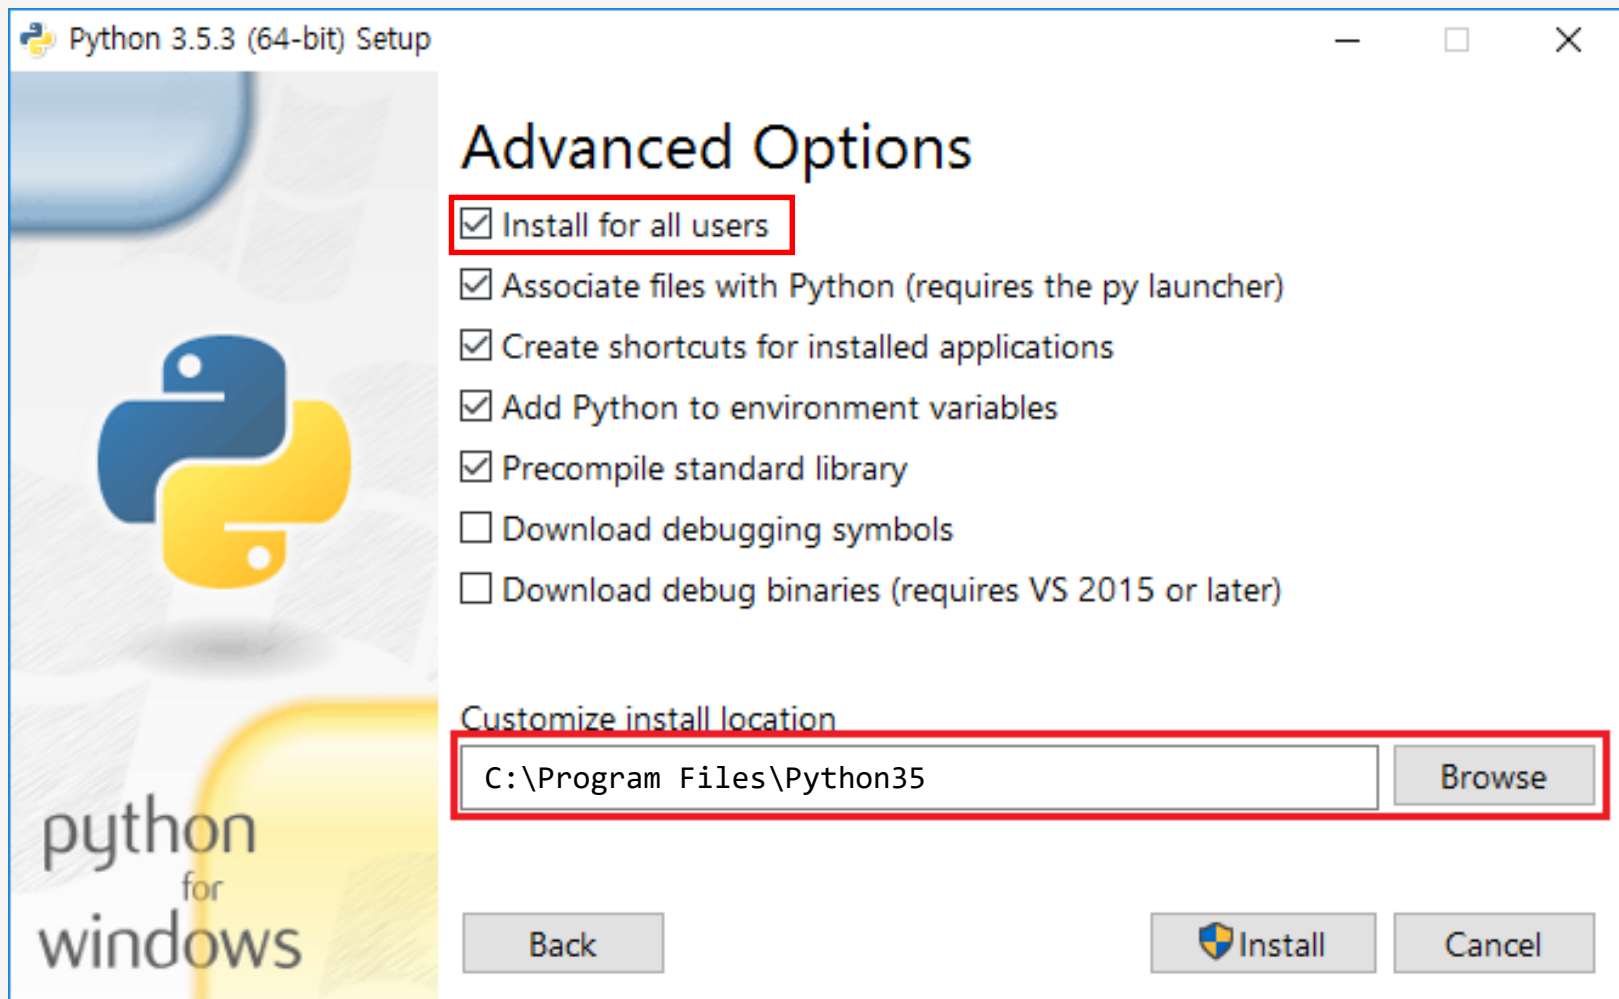 Python 3.5.3 (64-bit) Setup
Advanced Options
Install for all users
Associate files with Python (requires the py launcher)
Create shortcuts for installed applications
Add Python to environment variables
Precompile standard library
Download debugging symbols
Download debug binaries (requires VS 2015 or later)
Customize install location
C:\Program Files\Python35
Browse
python
for
windows
Back
Install
Cancel